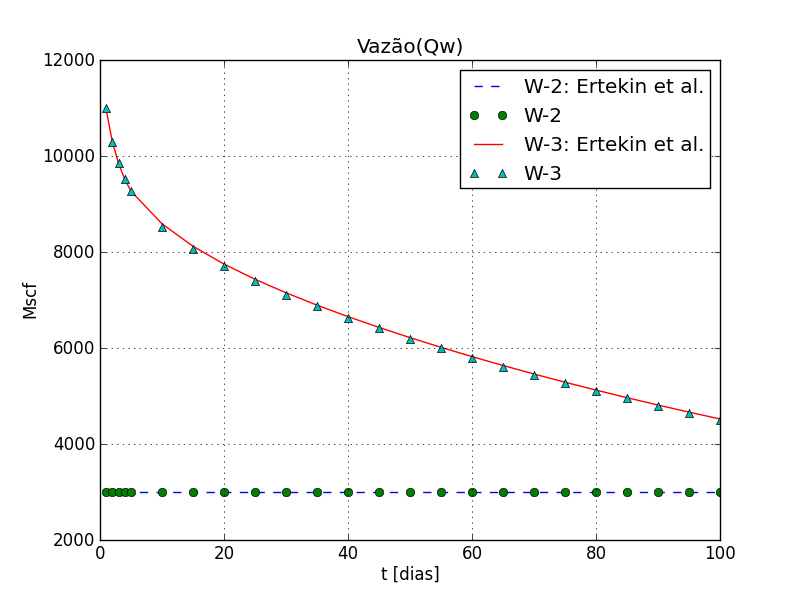 Vazão(Qw)
12000
10000
8000
6000
4000
2000
Mscf
W-2: Ertekin et al.
W-2
W-3: Ertekin et al.
W-3
0 20 40 60 80 100
t [dias]